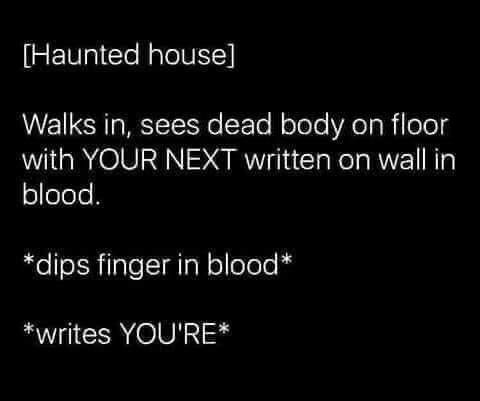 [Haunted house]
Walks in, sees dead body on floor
with YOUR NEXT written on wall in
blood.
*dips finger in blood*
*writes YOU'RE*